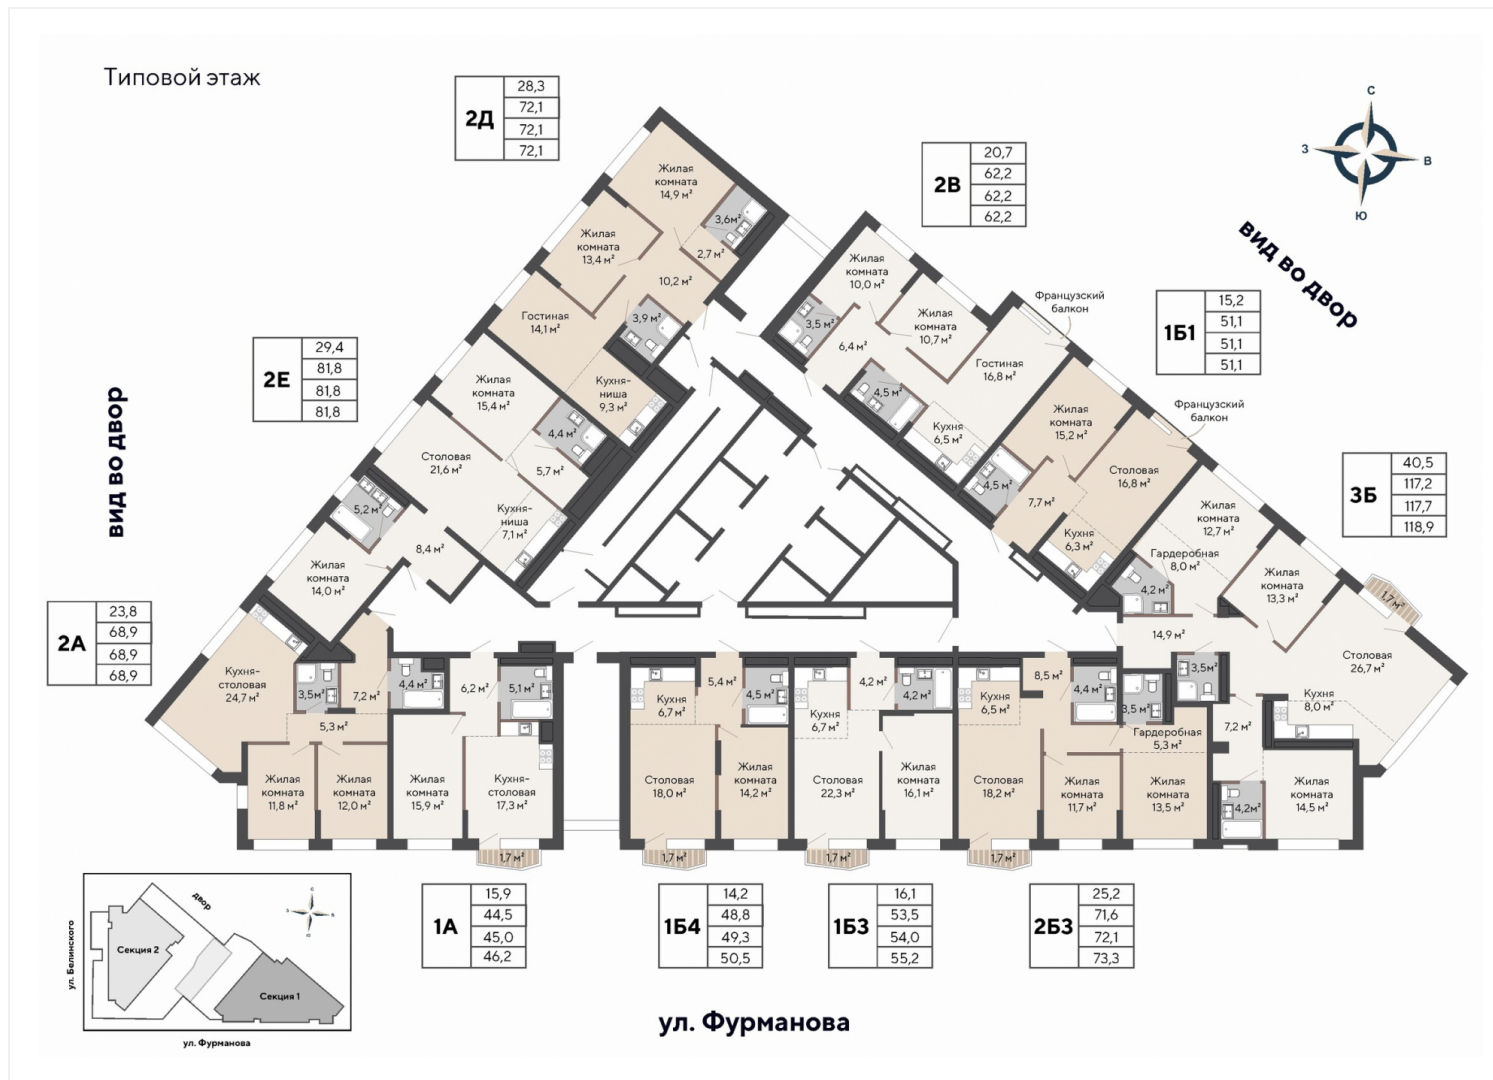 Типовой этаж
2Д
28,3
72,1
72,1
72,1
2В
20,7
62,2
62,2
62,2
С
З
В
Ю
вид во двор
1Б1
15,2
51,1
51,1
51,1
2Е
29,4
81,8
81,8
81,8
вид во двор
3Б
40,5
117,2
117,7
118,9
2А
23,8
68,9
68,9
68,9
Жилая
комната
14,9 м²
3,6м²
2,7 м²
Жилая
комната
13,4 м²
10,2 м²
Гостиная
14,1 м²
3,9 м²
Кухня-
ниша
9,3 м²
Жилая
комната
15,4 м²
4,4 м²
5,7 м²
Столовая
21,6 м²
Кухня-
ниша
7,1 м²
5,2м²
8,4 м²
Жилая
комната
14,0 м²
Жилая
комната
10,0 м²
3,5м²
6,4 м²
Жилая
комната
10,7 м²
Гостиная
16,8 м²
4,5 м²
Кухня
6,5 м²
Французский
балкон
Жилая
комната
15,2 м²
Столовая
16,8 м²
4,5 м²
7,7 м²
Кухня
6,3 м²
Французский
балкон
Жилая
комната
12,7 м²
Гардеробная
8,0 м²
4,2 м²
Жилая
комната
13,3 м²
1,7 м²
14,9 м²
3,5м²
Столовая
26,7 м²
Кухня
8,0 м²
7,2 м²
4,2м²
Жилая
комната
14,5 м²
Кухня-
столовая
24,7 м²
3,5м²
7,2 м²
5,3 м²
Жилая
комната
11,8 м²
Жилая
комната
12,0 м²
4,4 м²
6,2 м²
5,1 м²
Жилая
комната
15,9 м²
Кухня-
столовая
17,3 м²
1,7 м²
5,4 м²
Кухня
6,7 м²
4,5 м²
Столовая
18,0 м²
Жилая
комната
14,2 м²
1,7 м²
4,2 м²
4,2 м²
Кухня
6,7 м²
Столовая
22,3 м²
Жилая
комната
16,1 м²
1,7 м²
8,5 м²
Кухня
6,5 м²
4,4 м²
3,5м²
Гардеробная
5,3 м²
Столовая
18,2 м²
Жилая
комната
11,7 м²
Жилая
комната
13,5 м²
1,7 м²
1А
15,9
44,5
45,0
46,2
1Б4
14,2
48,8
49,3
50,5
1Б3
16,1
53,5
54,0
55,2
2Б3
25,2
71,6
72,1
73,3
двор
ул. Белинского
Секция 2
Секция 1
С
З
В
Ю
ул. Фурманова
ул. Фурманова